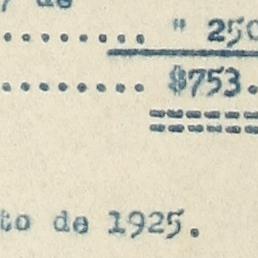 de
........ " 250
........ $753.
to de 1925.